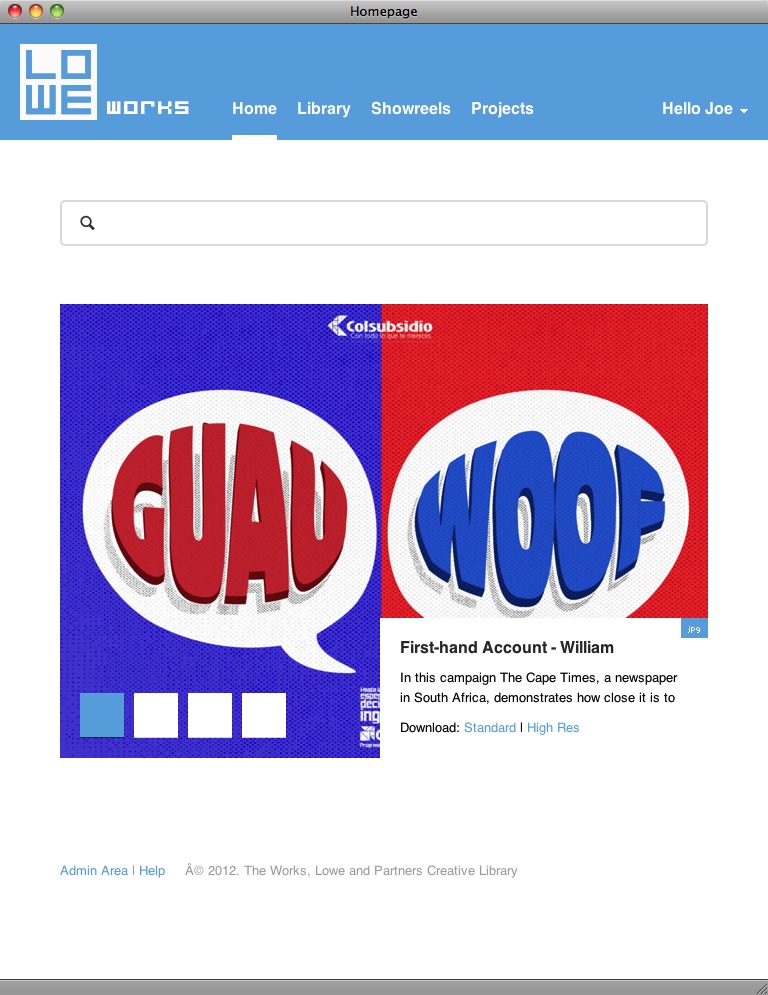 Homepage
LOWE
works
Home Library Showreels Projects
Hello Joe
Colsubsidio
Con todo lo que te mereces.
GUAU
WOOF
jpg
First-hand Account - William
In this campaign The Cape Times, a newspaper
in South Africa, demonstrates how close it is to
Download: Standard | High Res
Admin Area | Help
Â© 2012. The Works, Lowe and Partners Creative Library